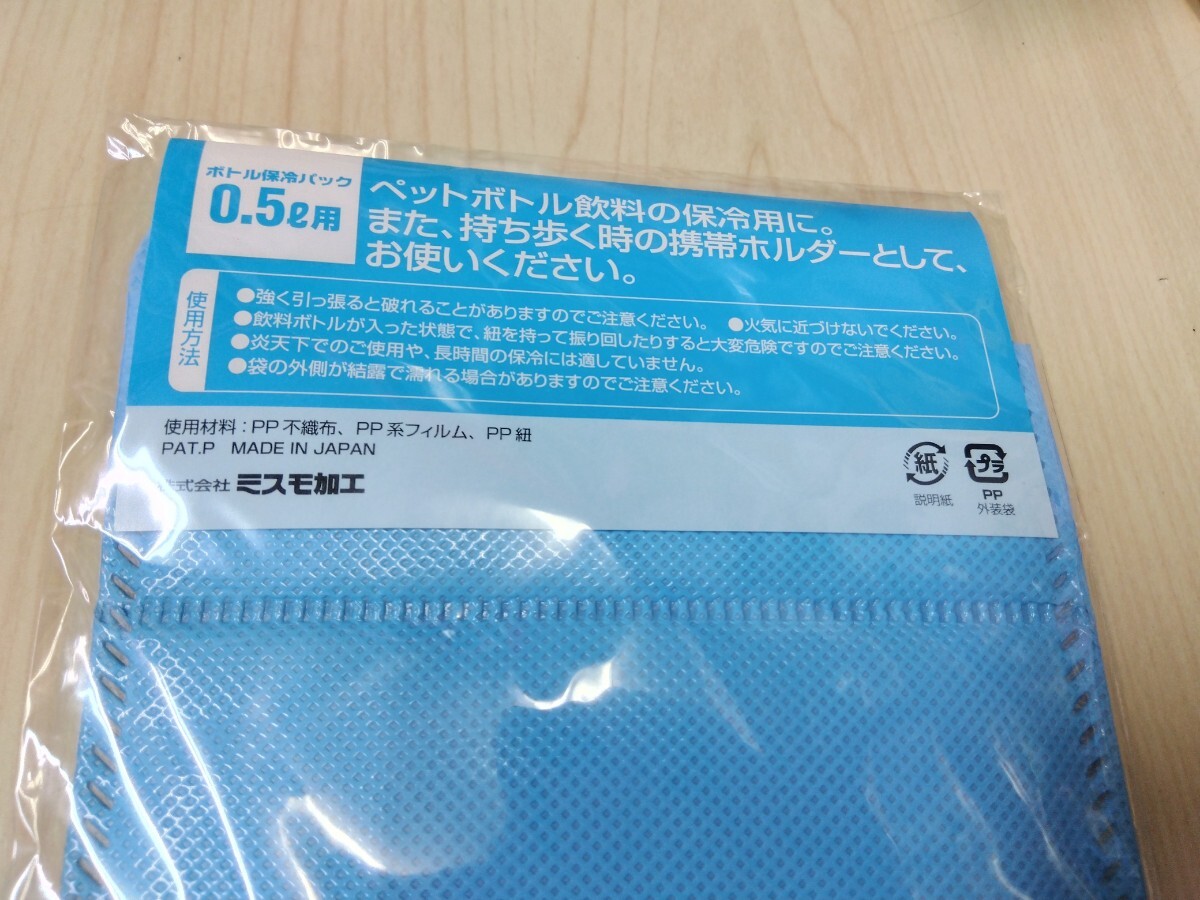 ボトル保冷パック
0.5ℓ用
ペットボトル飲料の保冷用に。
また、持ち歩く時の携帯ホルダーとして、
お使いください。
使用方法
●強く引っ張ると破れることがありますのでご注意ください。 ●火気に近づけないでください。
●飲料ボトルが入った状態で、紐を持って振り回したりすると大変危険ですのでご注意ください。
●炎天下でのご使用や、長時間の保冷には適していません。
●袋の外側が結露で濡れる場合がありますのでご注意ください。
使用材料：PP不織布、PP系フィルム、PP紐
PAT.P MADE IN JAPAN
株式会社 ミスモ加工
紙
説明紙
プラ
PP
外装袋